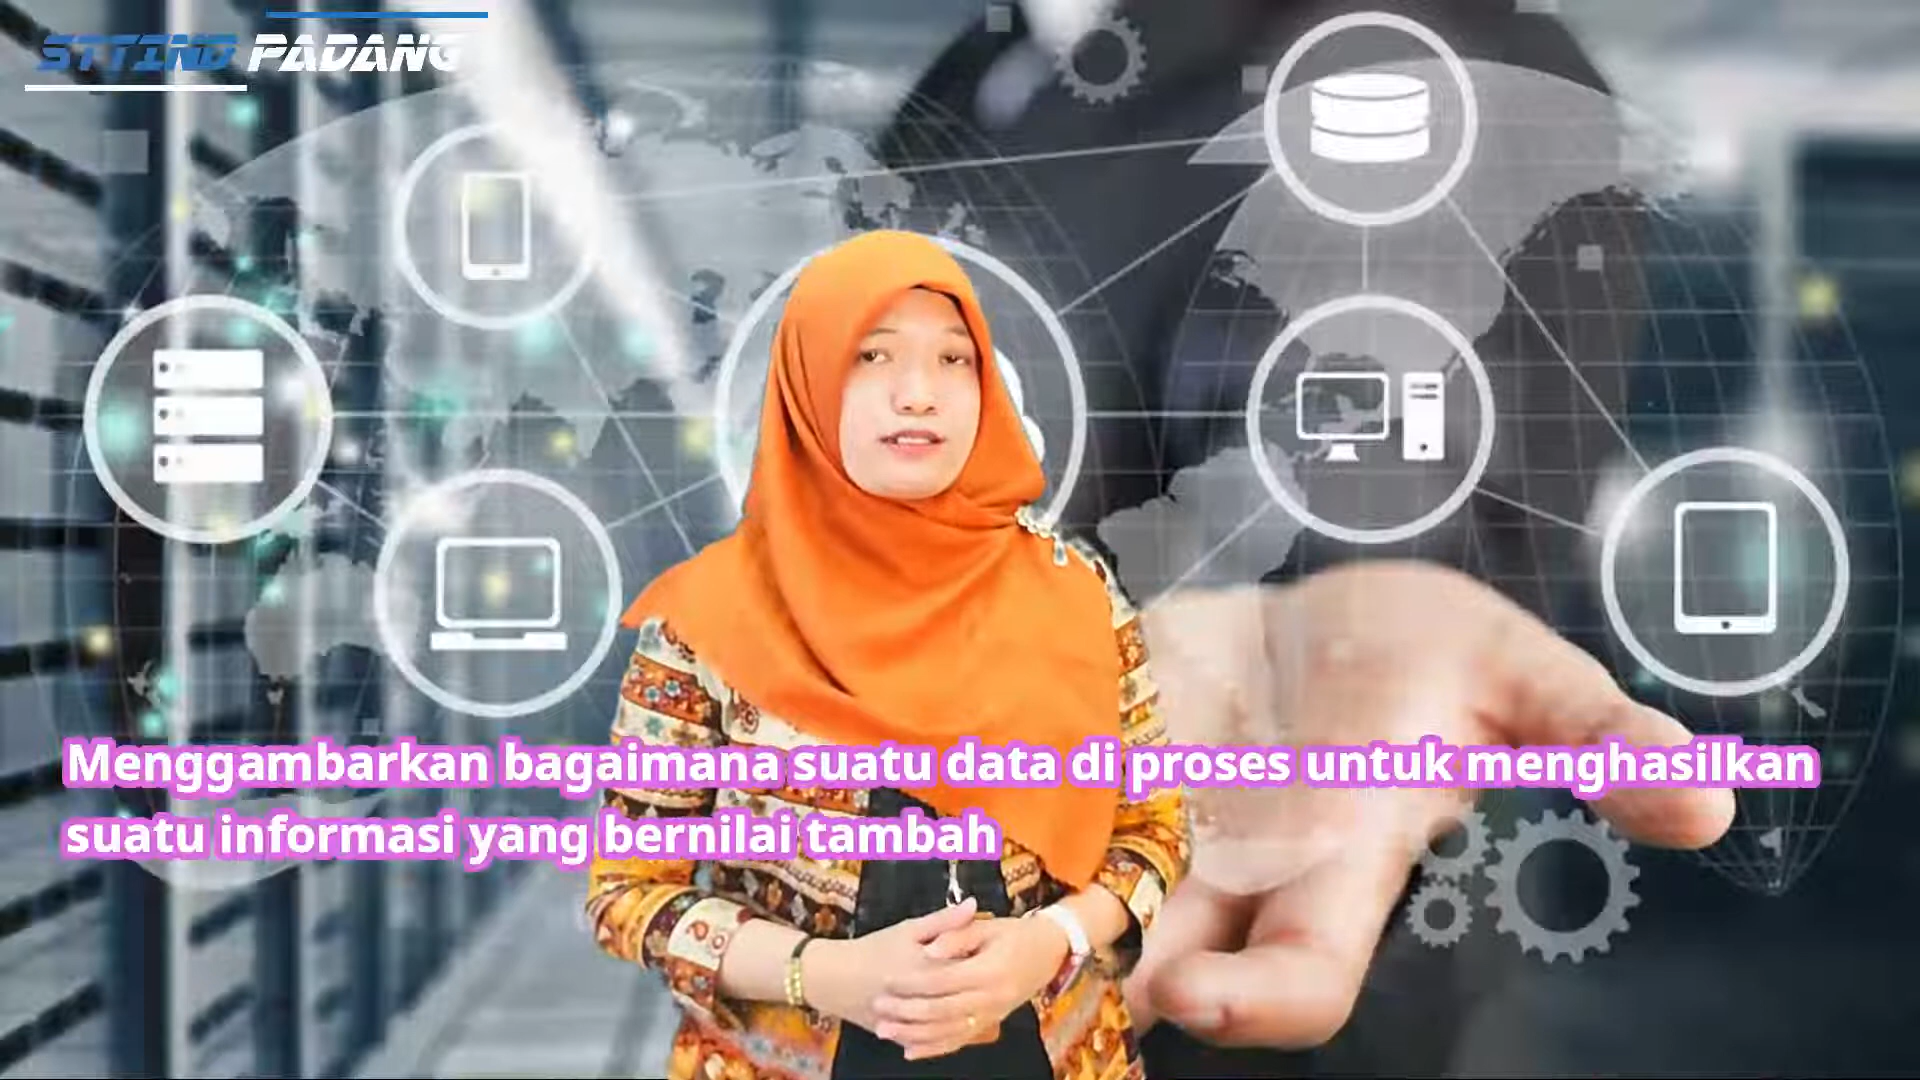 STTIND PADANG
Menggambarkan bagaimana suatu data di proses untuk menghasilkan
suatu informasi yang bernilai tambah